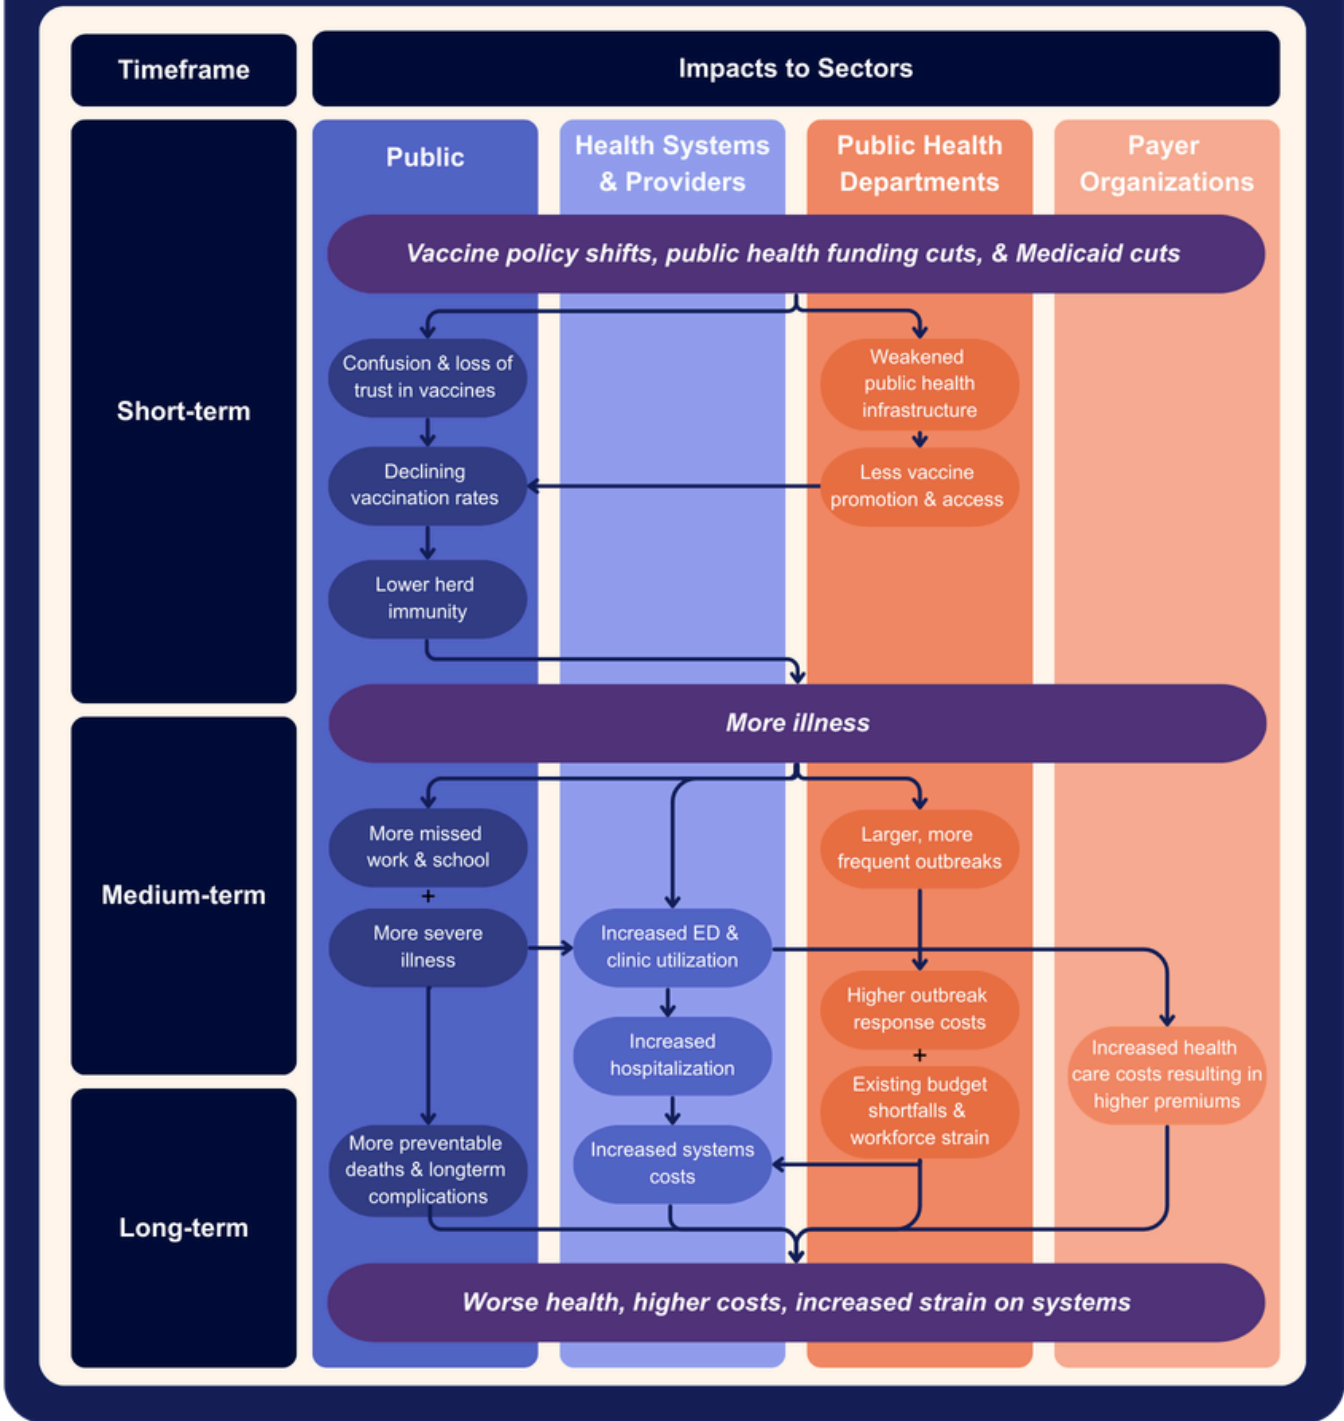 Timeframe
Impacts to Sectors
Public
Health Systems
& Providers
Public Health
Departments
Payer
Organizations
Vaccine policy shifts, public health funding cuts, & Medicaid cuts
Short-term
Confusion & loss of
trust in vaccines
Weakened
public health
infrastructure
Declining
vaccination rates
Less vaccine
promotion & access
Lower herd
immunity
More illness
Medium-term
More missed
work & school
+
More severe
illness
Larger, more
frequent outbreaks
Increased ED &
clinic utilization
Increased
hospitalization
Higher outbreak
response costs
+
Existing budget
shortfalls &
workforce strain
Increased health
care costs resulting in
higher premiums
Long-term
More preventable
deaths & longterm
complications
Increased systems
costs
Worse health, higher costs, increased strain on systems